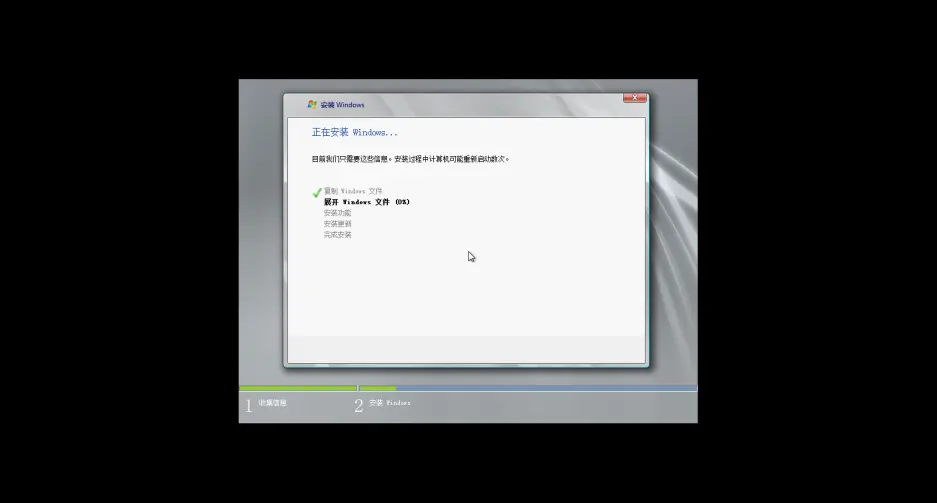 安装 Windows
正在安装 Windows...
目前我们只需要这些信息。安装过程中计算机可能重新启动数次。
复制 Windows 文件
展开 Windows 文件 (0%)
安装功能
安装更新
完成安装
1 收集信息
2 安装 Windows